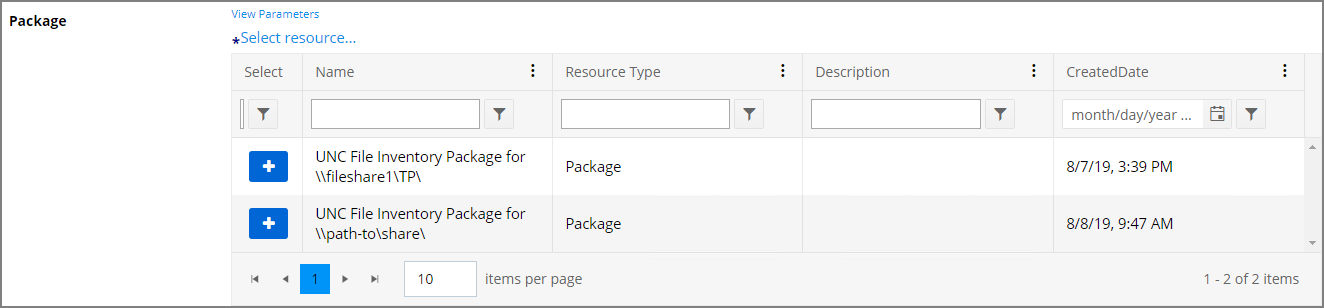 Package
View Parameters
*Select resource...
Select Name Resource Type Description CreatedDate
month/day/year ...
UNC File Inventory Package for
\\fileshare1\TP\
Package
8/7/19, 3:39 PM
UNC File Inventory Package for
\\path-to\share\
Package
8/8/19, 9:47 AM
1 10 items per page 1 - 2 of 2 items